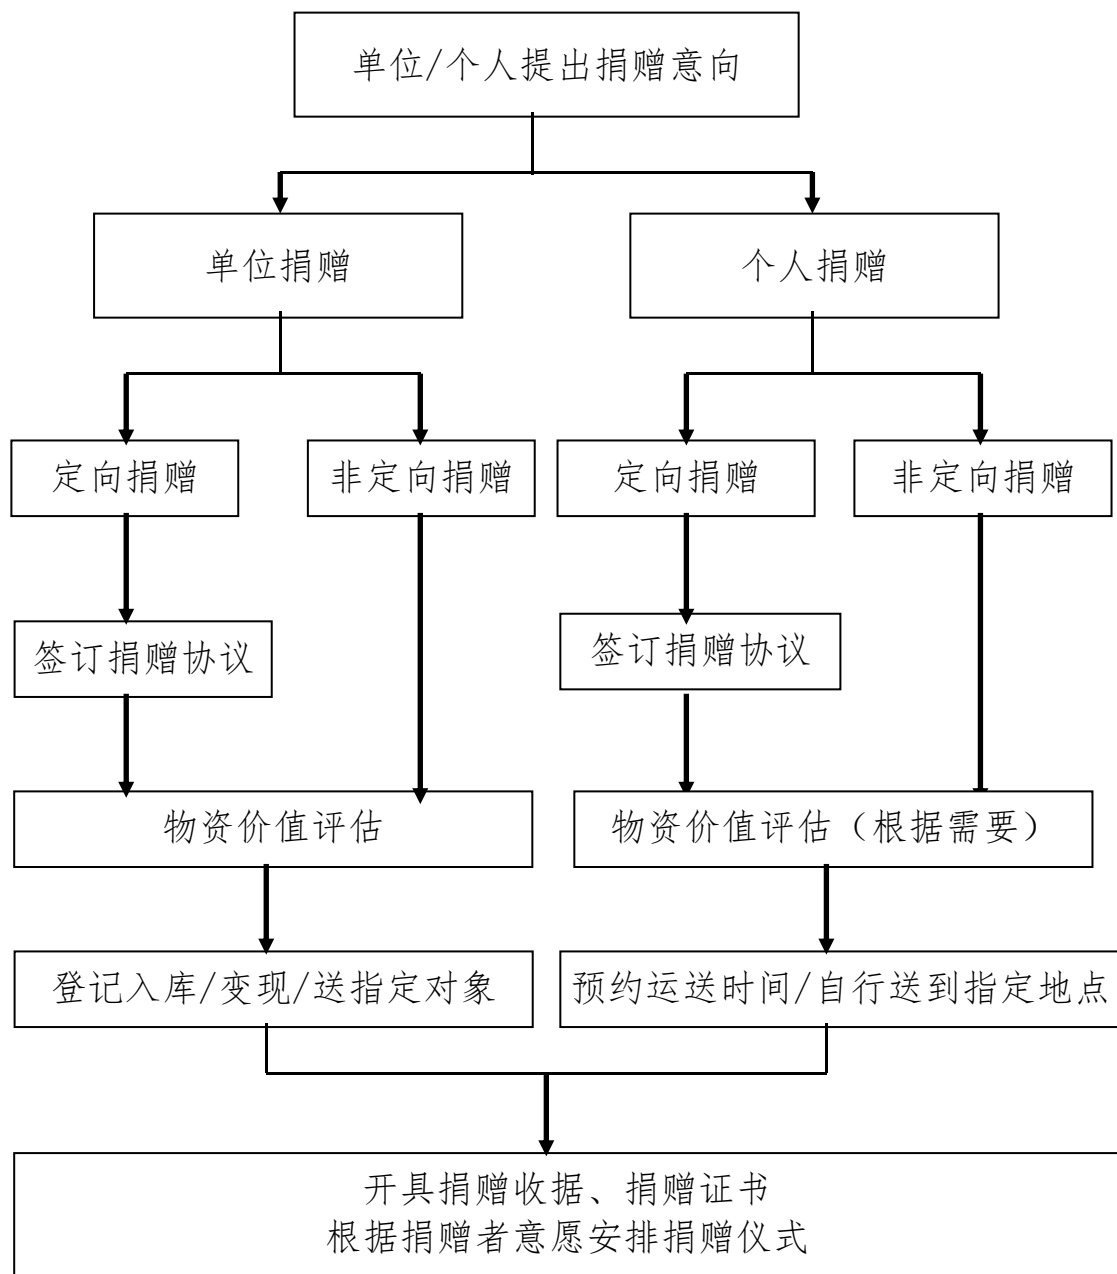 单位/个人提出捐赠意向
单位捐赠
个人捐赠
定向捐赠
非定向捐赠
定向捐赠
非定向捐赠
签订捐赠协议
签订捐赠协议
物资价值评估
物资价值评估（根据需要）
登记入库/变现/送指定对象
预约运送时间/自行送到指定地点
开具捐赠收据、捐赠证书
根据捐赠者意愿安排捐赠仪式